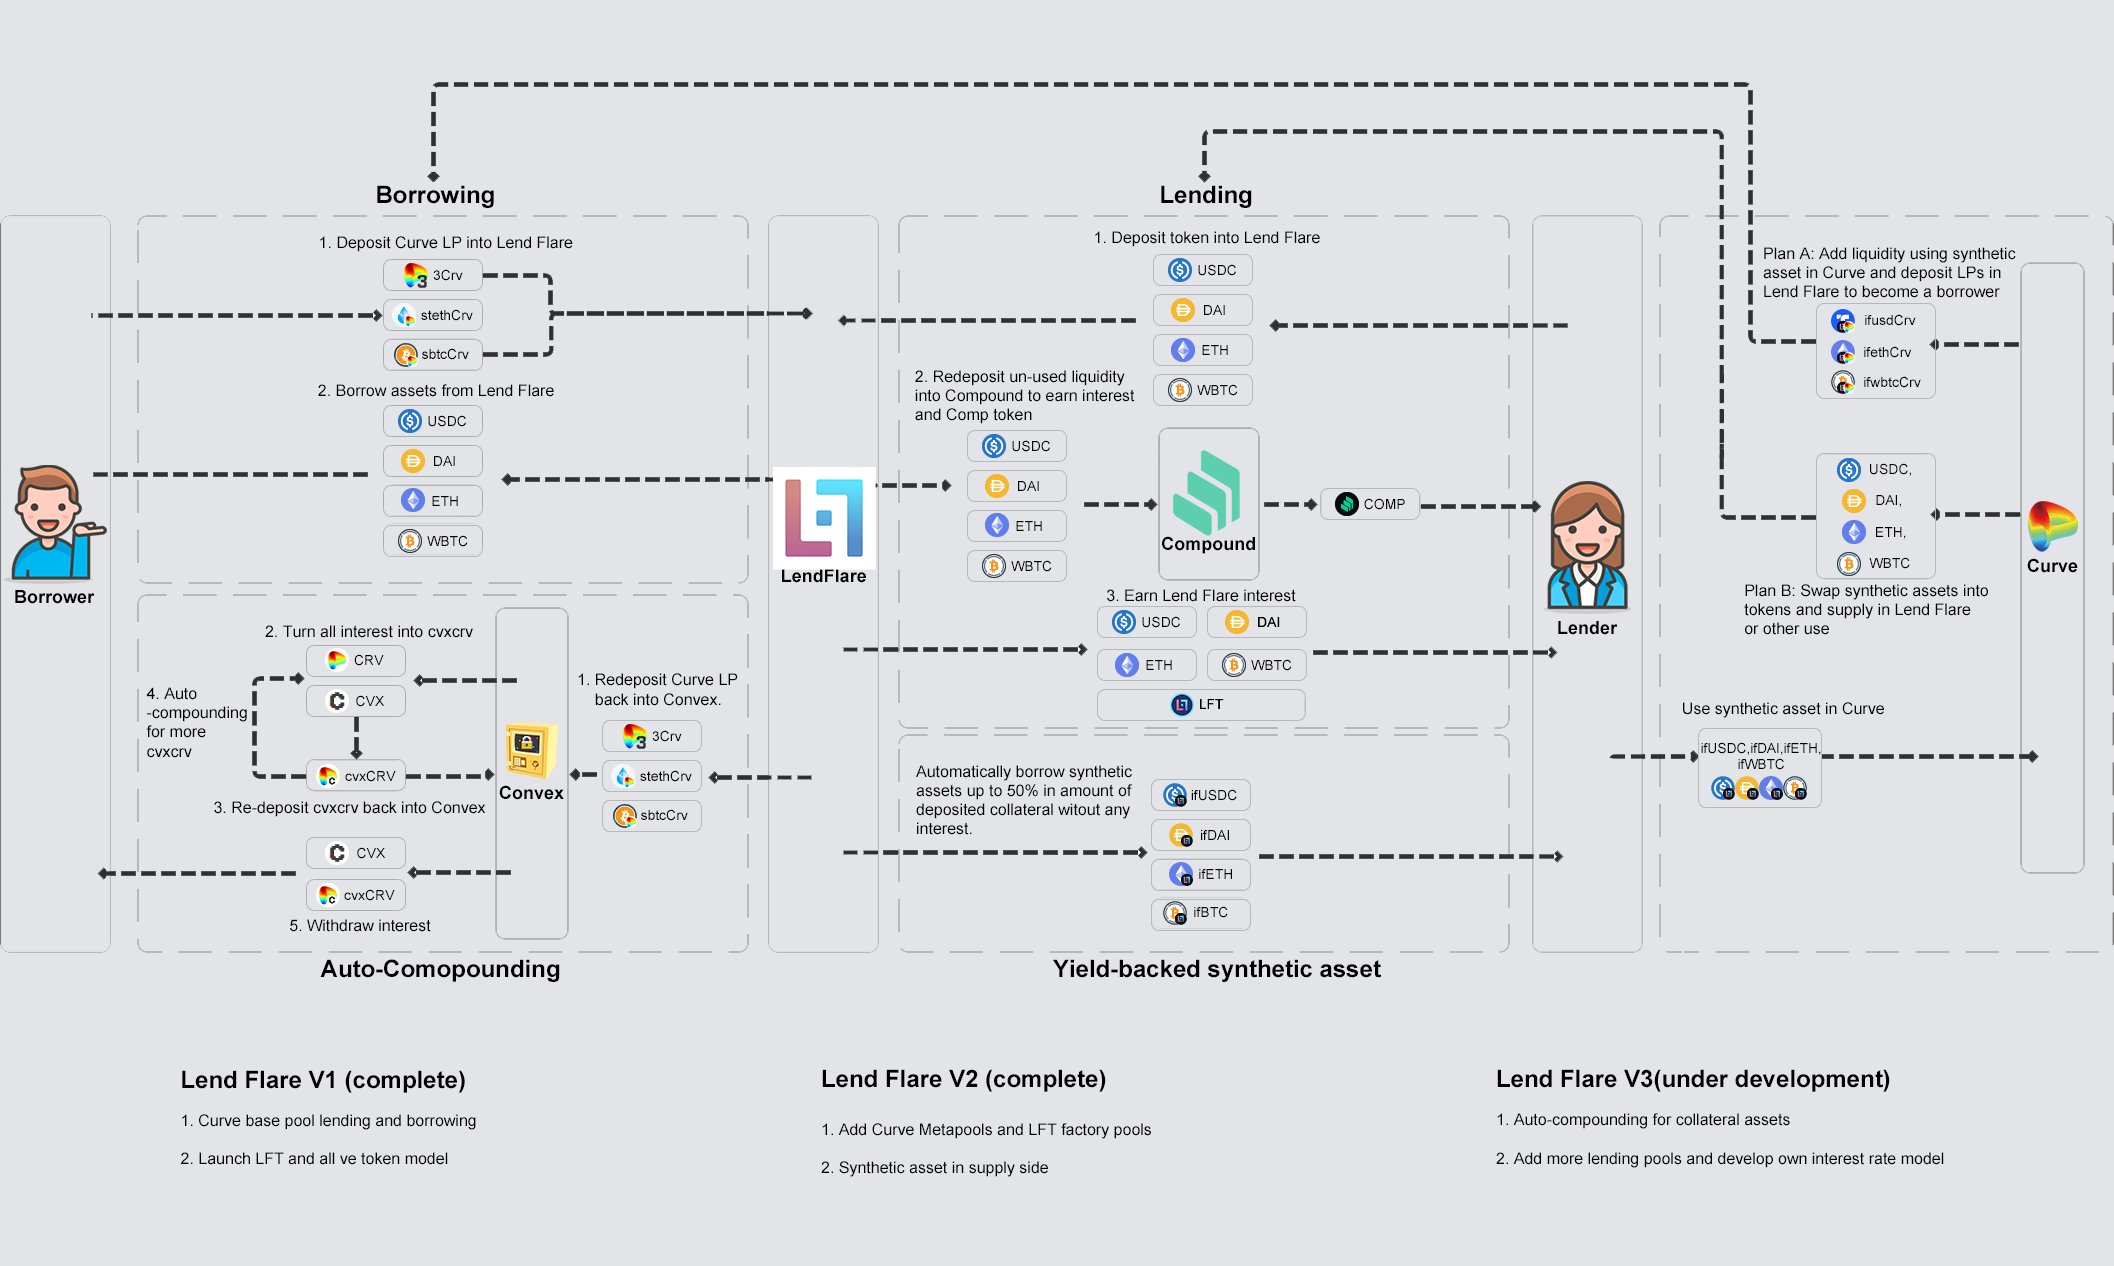 Borrowing
Lending
1. Deposit Curve LP into Lend Flare
3Crv
stethCrv
sbtcCrv
2. Borrow assets from Lend Flare
USDC
DAI
ETH
WBTC
Borrower
2. Turn all interest into cvxcrv
CRV
CVX
4. Auto
-compounding
for more
cvxcrv
cvxCRV
3. Re-deposit cvxcrv back into Convex
CVX
cvxCRV
5. Withdraw interest
Convex
1. Redeposit Curve LP
back into Convex.
3Crv
stethCrv
sbtcCrv
Auto-Comopounding
LendFlare
1. Deposit token into Lend Flare
USDC
DAI
ETH
WBTC
2. Redeposit un-used liquidity
into Compound to earn interest
and Comp token
USDC
DAI
ETH
WBTC
Compound
COMP
3. Earn Lend Flare interest
USDC
DAI
ETH
WBTC
LFT
Automatically borrow synthetic
assets up to 50% in amount of
deposited collateral witout any
interest.
ifUSDC
ifDAI
ifETH
ifBTC
Yield-backed synthetic asset
Lender
Plan A: Add liquidity using synthetic
asset in Curve and deposit LPs in
Lend Flare to become a borrower
ifusdCrv
ifethCrv
ifwbtcCrv
USDC,
DAI,
ETH,
WBTC
Plan B: Swap synthetic assets into
tokens and supply in Lend Flare
or other use
Curve
Use synthetic asset in Curve
ifUSDC,ifDAI,ifETH,
ifWBTC
Lend Flare V1 (complete)
1. Curve base pool lending and borrowing
2. Launch LFT and all ve token model
Lend Flare V2 (complete)
1. Add Curve Metapools and LFT factory pools
2. Synthetic asset in supply side
Lend Flare V3(under development)
1. Auto-compounding for collateral assets
2. Add more lending pools and develop own interest rate model